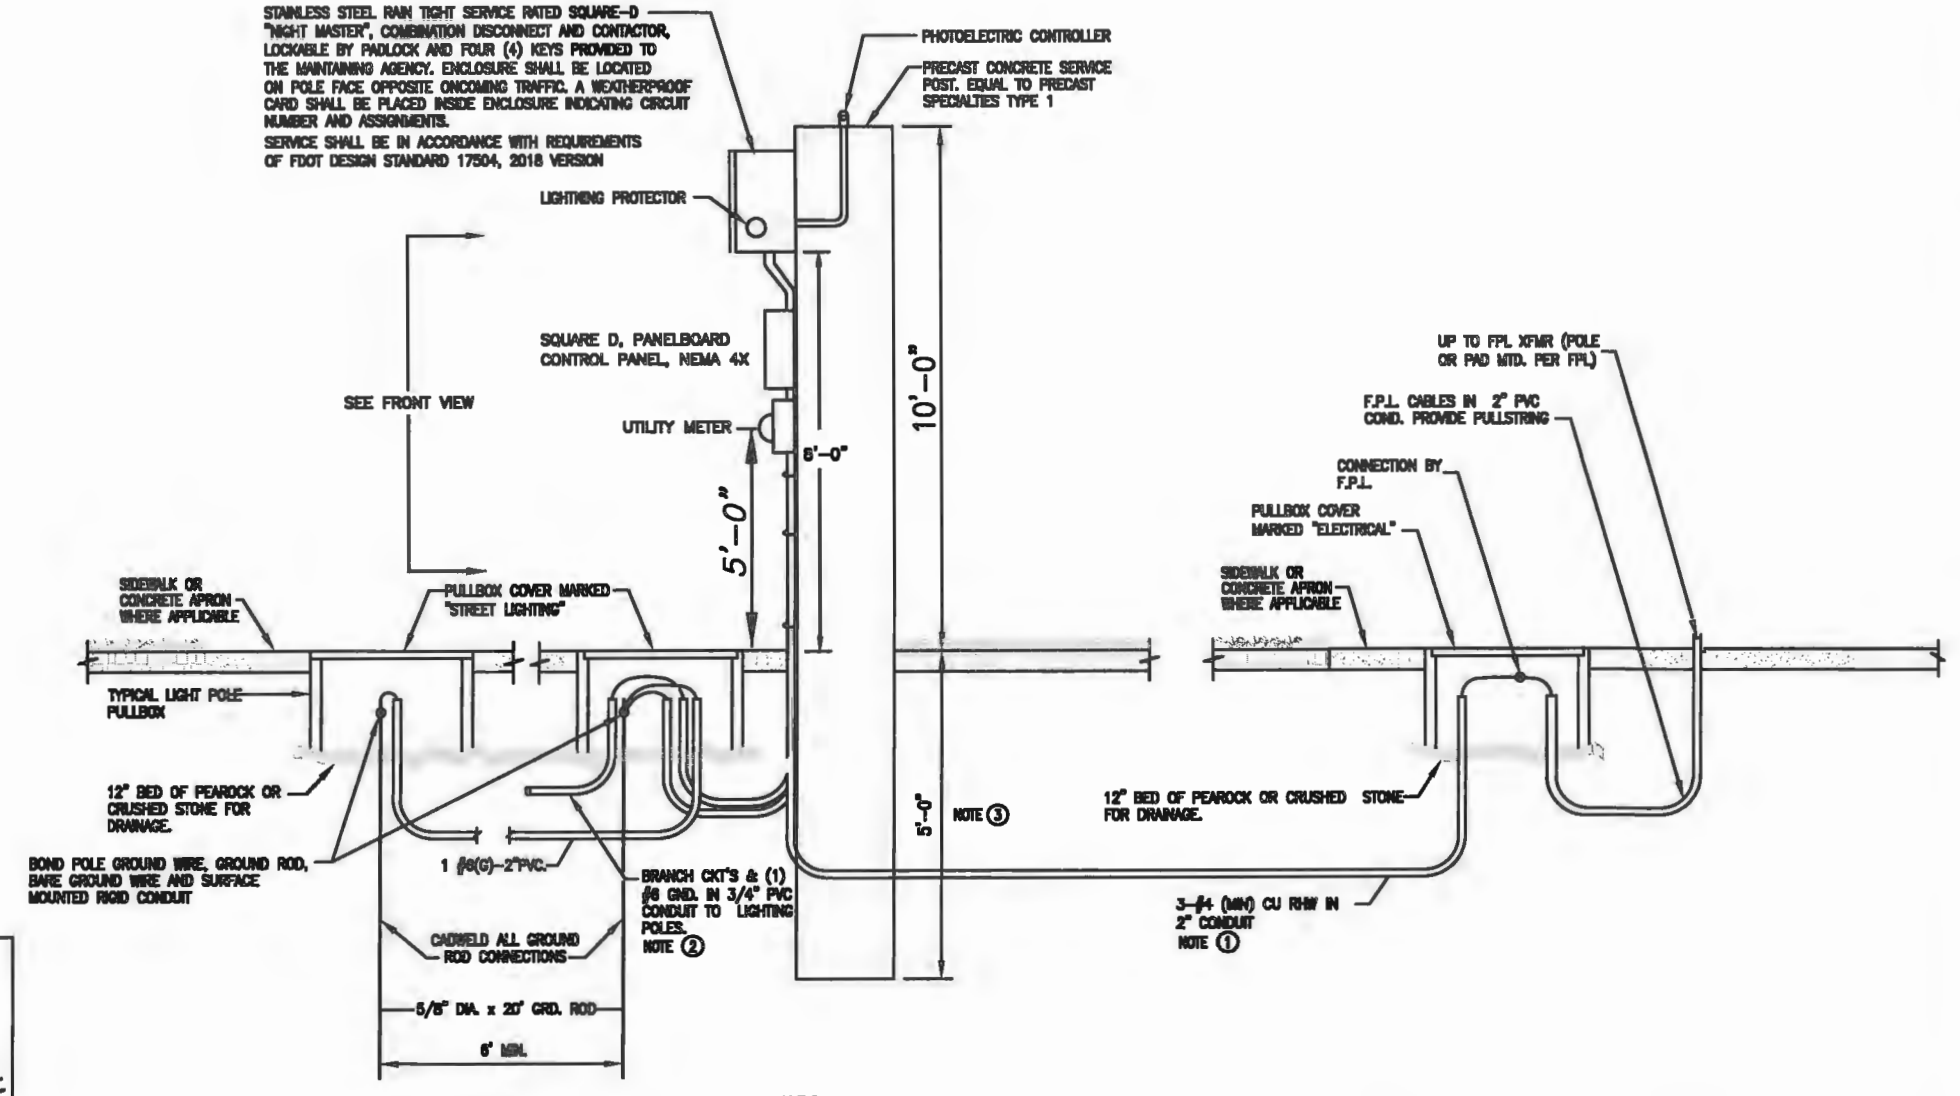 STAINLESS STEEL RAIN TIGHT SERVICE RATED SQUARE-D
"NIGHT MASTER", COMBINATION DISCONNECT AND CONTACTOR,
LOCKABLE BY PADLOCK AND FOUR (4) KEYS PROVIDED TO
THE MAINTAINING AGENCY. ENCLOSURE SHALL BE LOCATED
ON POLE FACE OPPOSITE ONCOMING TRAFFIC. A WEATHERPROOF
CARD SHALL BE PLACED INSIDE ENCLOSURE INDICATING CIRCUIT
NUMBER AND ASSIGNMENTS.
SERVICE SHALL BE IN ACCORDANCE WITH REQUIREMENTS
OF FDOT DESIGN STANDARD 17504, 2018 VERSION
PHOTOELECTRIC CONTROLLER
PRECAST CONCRETE SERVICE
POST. EQUAL TO PRECAST
SPECIALTIES TYPE 1
LIGHTNING PROTECTOR
SQUARE D, PANELBOARD
CONTROL PANEL, NEMA 4X
SEE FRONT VIEW
UTILITY METER
10'-0"
5'-0"
UP TO FPL XFMR (POLE
OR PAD MTD. PER FPL)
F.P.L. CABLES IN 2" PVC
COND. PROVIDE PULLSTRING
CONNECTION BY
F.P.L.
PULLBOX COVER
MARKED "ELECTRICAL"
SIDEWALK OR
CONCRETE APRON
WHERE APPLICABLE
PULLBOX COVER MARKED
"STREET LIGHTING"
SIDEWALK OR
CONCRETE APRON
WHERE APPLICABLE
TYPICAL LIGHT POLE
PULLBOX
12" BED OF PEAROCK OR
CRUSHED STONE FOR
DRAINAGE.
5'-0"
NOTE 3
12" BED OF PEAROCK OR CRUSHED STONE
FOR DRAINAGE.
BOND POLE GROUND WIRE, GROUND ROD,
BARE GROUND WIRE AND SURFACE
MOUNTED RIGID CONDUIT
1 #6(G)-2"PVC.
BRANCH CKT'S & (1)
#6 GND. IN 3/4" PVC
CONDUIT TO LIGHTING
POLES.
NOTE 2
3-#4 (MIN) CU RHW IN
2" CONDUIT
NOTE 1
CADWELD ALL GROUND
ROD CONNECTIONS
5/8" DIA. x 20' GRD. ROD
6' MIN.